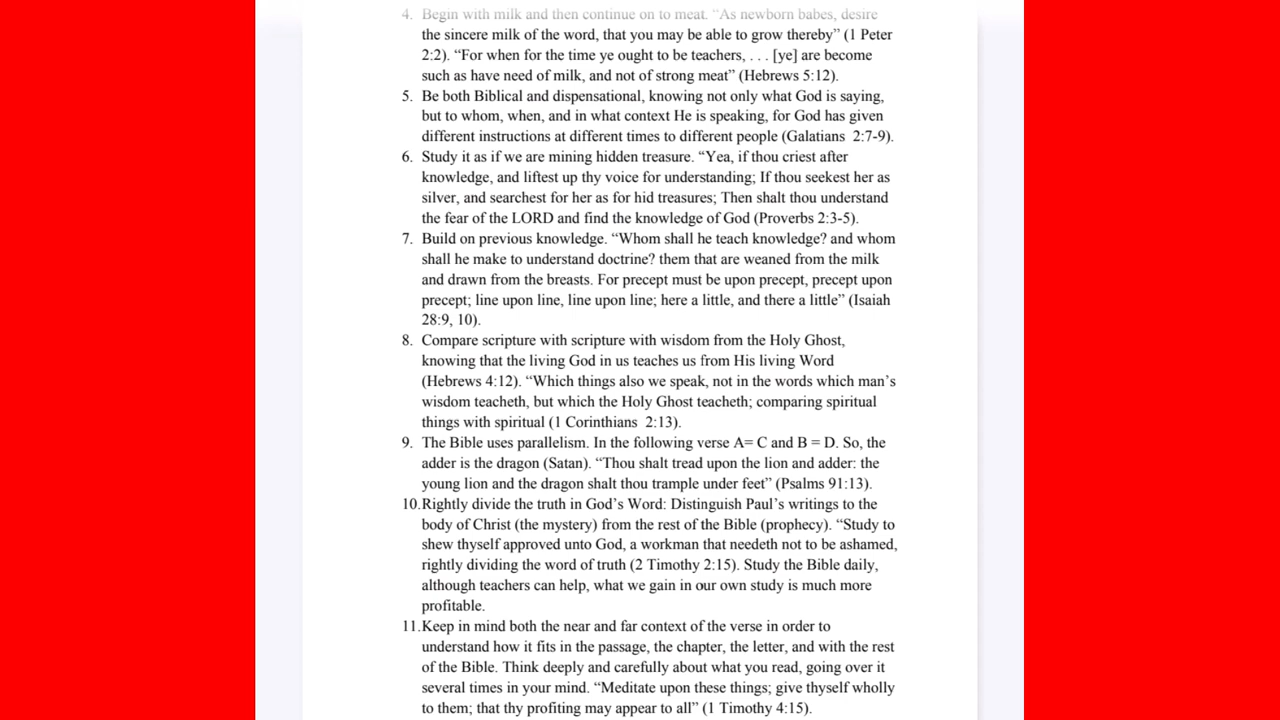 4. Begin with milk and then continue on to meat. “As newborn babes, desire
the sincere milk of the word, that you may be able to grow thereby” (1 Peter
2:2). “For when for the time ye ought to be teachers, . . . [ye] are become
such as have need of milk, and not of strong meat” (Hebrews 5:12).
5. Be both Biblical and dispensational, knowing not only what God is saying,
but to whom, when, and in what context He is speaking, for God has given
different instructions at different times to different people (Galatians 2:7-9).
6. Study it as if we are mining hidden treasure. “Yea, if thou criest after
knowledge, and liftest up thy voice for understanding; If thou seekest her as
silver, and searchest for her as for hid treasures; Then shalt thou understand
the fear of the LORD and find the knowledge of God (Proverbs 2:3-5).
7. Build on previous knowledge. “Whom shall he teach knowledge? and whom
shall he make to understand doctrine? them that are weaned from the milk
and drawn from the breasts. For precept must be upon precept, precept upon
precept; line upon line, line upon line; here a little, and there a little” (Isaiah
28:9, 10).
8. Compare scripture with scripture with wisdom from the Holy Ghost,
knowing that the living God in us teaches us from His living Word
(Hebrews 4:12). “Which things also we speak, not in the words which man’s
wisdom teacheth, but which the Holy Ghost teacheth; comparing spiritual
things with spiritual (1 Corinthians 2:13).
9. The Bible uses parallelism. In the following verse A= C and B = D. So, the
adder is the dragon (Satan). “Thou shalt tread upon the lion and adder: the
young lion and the dragon shalt thou trample under feet” (Psalms 91:13).
10.Rightly divide the truth in God’s Word: Distinguish Paul’s writings to the
body of Christ (the mystery) from the rest of the Bible (prophecy). “Study to
shew thyself approved unto God, a workman that needeth not to be ashamed,
rightly dividing the word of truth (2 Timothy 2:15). Study the Bible daily,
although teachers can help, what we gain in our own study is much more
profitable.
11.Keep in mind both the near and far context of the verse in order to
understand how it fits in the passage, the chapter, the letter, and with the rest
of the Bible. Think deeply and carefully about what you read, going over it
several times in your mind. “Meditate upon these things; give thyself wholly
to them; that thy profiting may appear to all” (1 Timothy 4:15).